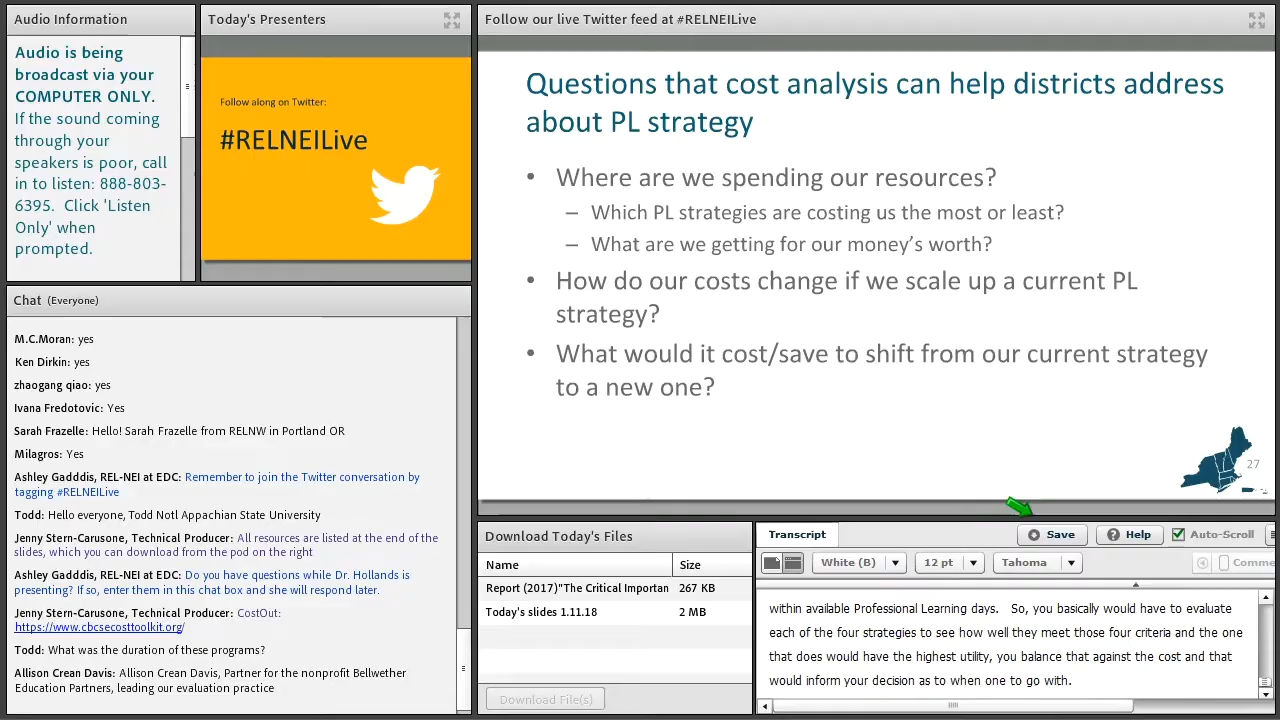 Audio Information
Audio is being
broadcast via your
COMPUTER ONLY.
If the sound coming
through your
speakers is poor, call
in to listen: 888-803-
6395. Click 'Listen
Only' when
prompted.
Today's Presenters
Follow along on Twitter:
#RELNEILive
Chat (Everyone)
M.C.Moran: yes
Ken Dirkin: yes
zhaogang qiao: yes
Ivana Fredotovic: Yes
Sarah Frazelle: Hello! Sarah Frazelle from RELNW in Portland OR
Milagros: Yes
Ashley Gadddis, REL-NEI at EDC: Remember to join the Twitter conversation by
tagging #RELNEILive
Todd: Hello everyone, Todd Notl Appachian State University
Jenny Stern-Carusone, Technical Producer: All resources are listed at the end of the
slides, which you can download from the pod on the right
Ashley Gadddis, REL-NEI at EDC: Do you have questions while Dr. Hollands is
presenting? If so, enter them in this chat box and she will respond later.
Jenny Stern-Carusone, Technical Producer: CostOut:
https://www.cbcsecosttoolkit.org/
Todd: What was the duration of these programs?
Allison Crean Davis: Allison Crean Davis, Partner for the nonprofit Bellwether
Education Partners, leading our evaluation practice
Follow our live Twitter feed at #RELNEILive
Questions that cost analysis can help districts address
about PL strategy
• Where are we spending our resources?
– Which PL strategies are costing us the most or least?
– What are we getting for our money's worth?
• How do our costs change if we scale up a current PL
strategy?
• What would it cost/save to shift from our current strategy
to a new one?
27
Download Today's Files
Name Size
Report (2017)"The Critical Importan 267 KB
Today's slides 1.11.18 2 MB
Download File(s)
Transcript Save Help Auto-Scroll
White (B) 12 pt Tahoma Comme
within available Professional Learning days. So, you basically would have to evaluate
each of the four strategies to see how well they meet those four criteria and the one
that does would have the highest utility, you balance that against the cost and that
would inform your decision as to when one to go with.